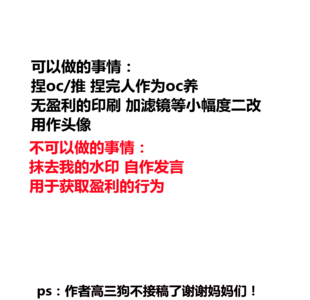 可以做的事情：
捏oc/推 捏完人作为oc养
无盈利的印刷 加滤镜等小幅度二改
用作头像
不可以做的事情：
抹去我的水印 自作发言
用于获取盈利的行为
ps：作者高三狗不接稿了谢谢妈妈们！